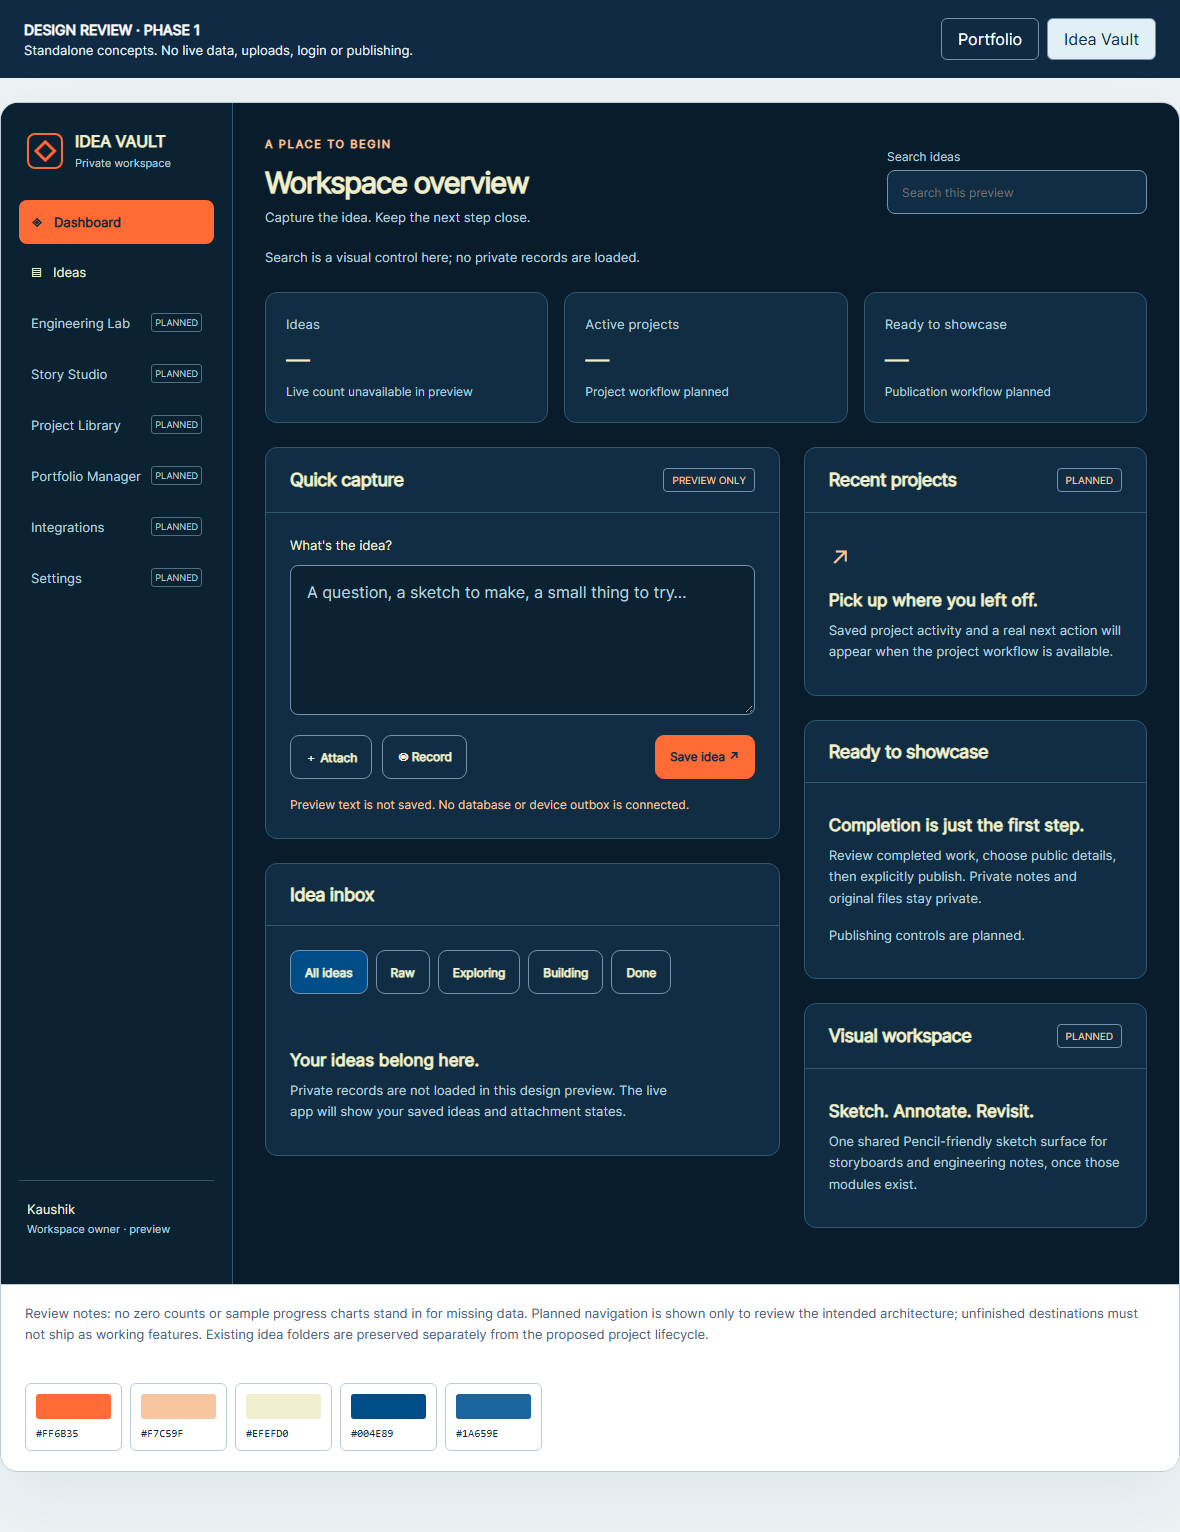 DESIGN REVIEW · PHASE 1
Standalone concepts. No live data, uploads, login or publishing.
Portfolio
Idea Vault
IDEA VAULT
Private workspace
Dashboard
Ideas
Engineering Lab PLANNED
Story Studio PLANNED
Project Library PLANNED
Portfolio Manager PLANNED
Integrations PLANNED
Settings PLANNED
Kaushik
Workspace owner · preview
A PLACE TO BEGIN
Workspace overview
Capture the idea. Keep the next step close.
Search ideas
Search this preview
Search is a visual control here; no private records are loaded.
Ideas
—
Live count unavailable in preview
Active projects
—
Project workflow planned
Ready to showcase
—
Publication workflow planned
Quick capture
PREVIEW ONLY
What's the idea?
A question, a sketch to make, a small thing to try...
+ Attach
Record
Save idea ↗
Preview text is not saved. No database or device outbox is connected.
Idea inbox
All ideas
Raw
Exploring
Building
Done
Your ideas belong here.
Private records are not loaded in this design preview. The live
app will show your saved ideas and attachment states.
Recent projects
PLANNED
↗
Pick up where you left off.
Saved project activity and a real next action will
appear when the project workflow is available.
Ready to showcase
Completion is just the first step.
Review completed work, choose public details,
then explicitly publish. Private notes and
original files stay private.
Publishing controls are planned.
Visual workspace
PLANNED
Sketch. Annotate. Revisit.
One shared Pencil-friendly sketch surface for
storyboards and engineering notes, once those
modules exist.
Review notes: no zero counts or sample progress charts stand in for missing data. Planned navigation is shown only to review the intended architecture; unfinished destinations must
not ship as working features. Existing idea folders are preserved separately from the proposed project lifecycle.
#FF6B35
#F7C59F
#EFEFD0
#004E89
#1A659E